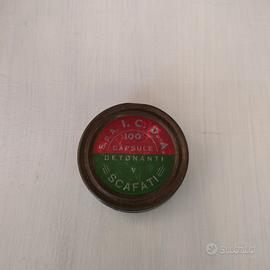 S.P.A. I.C.D.A.
100
CAPSULE
DETONANTI
V
SCAFATI
Subito.it